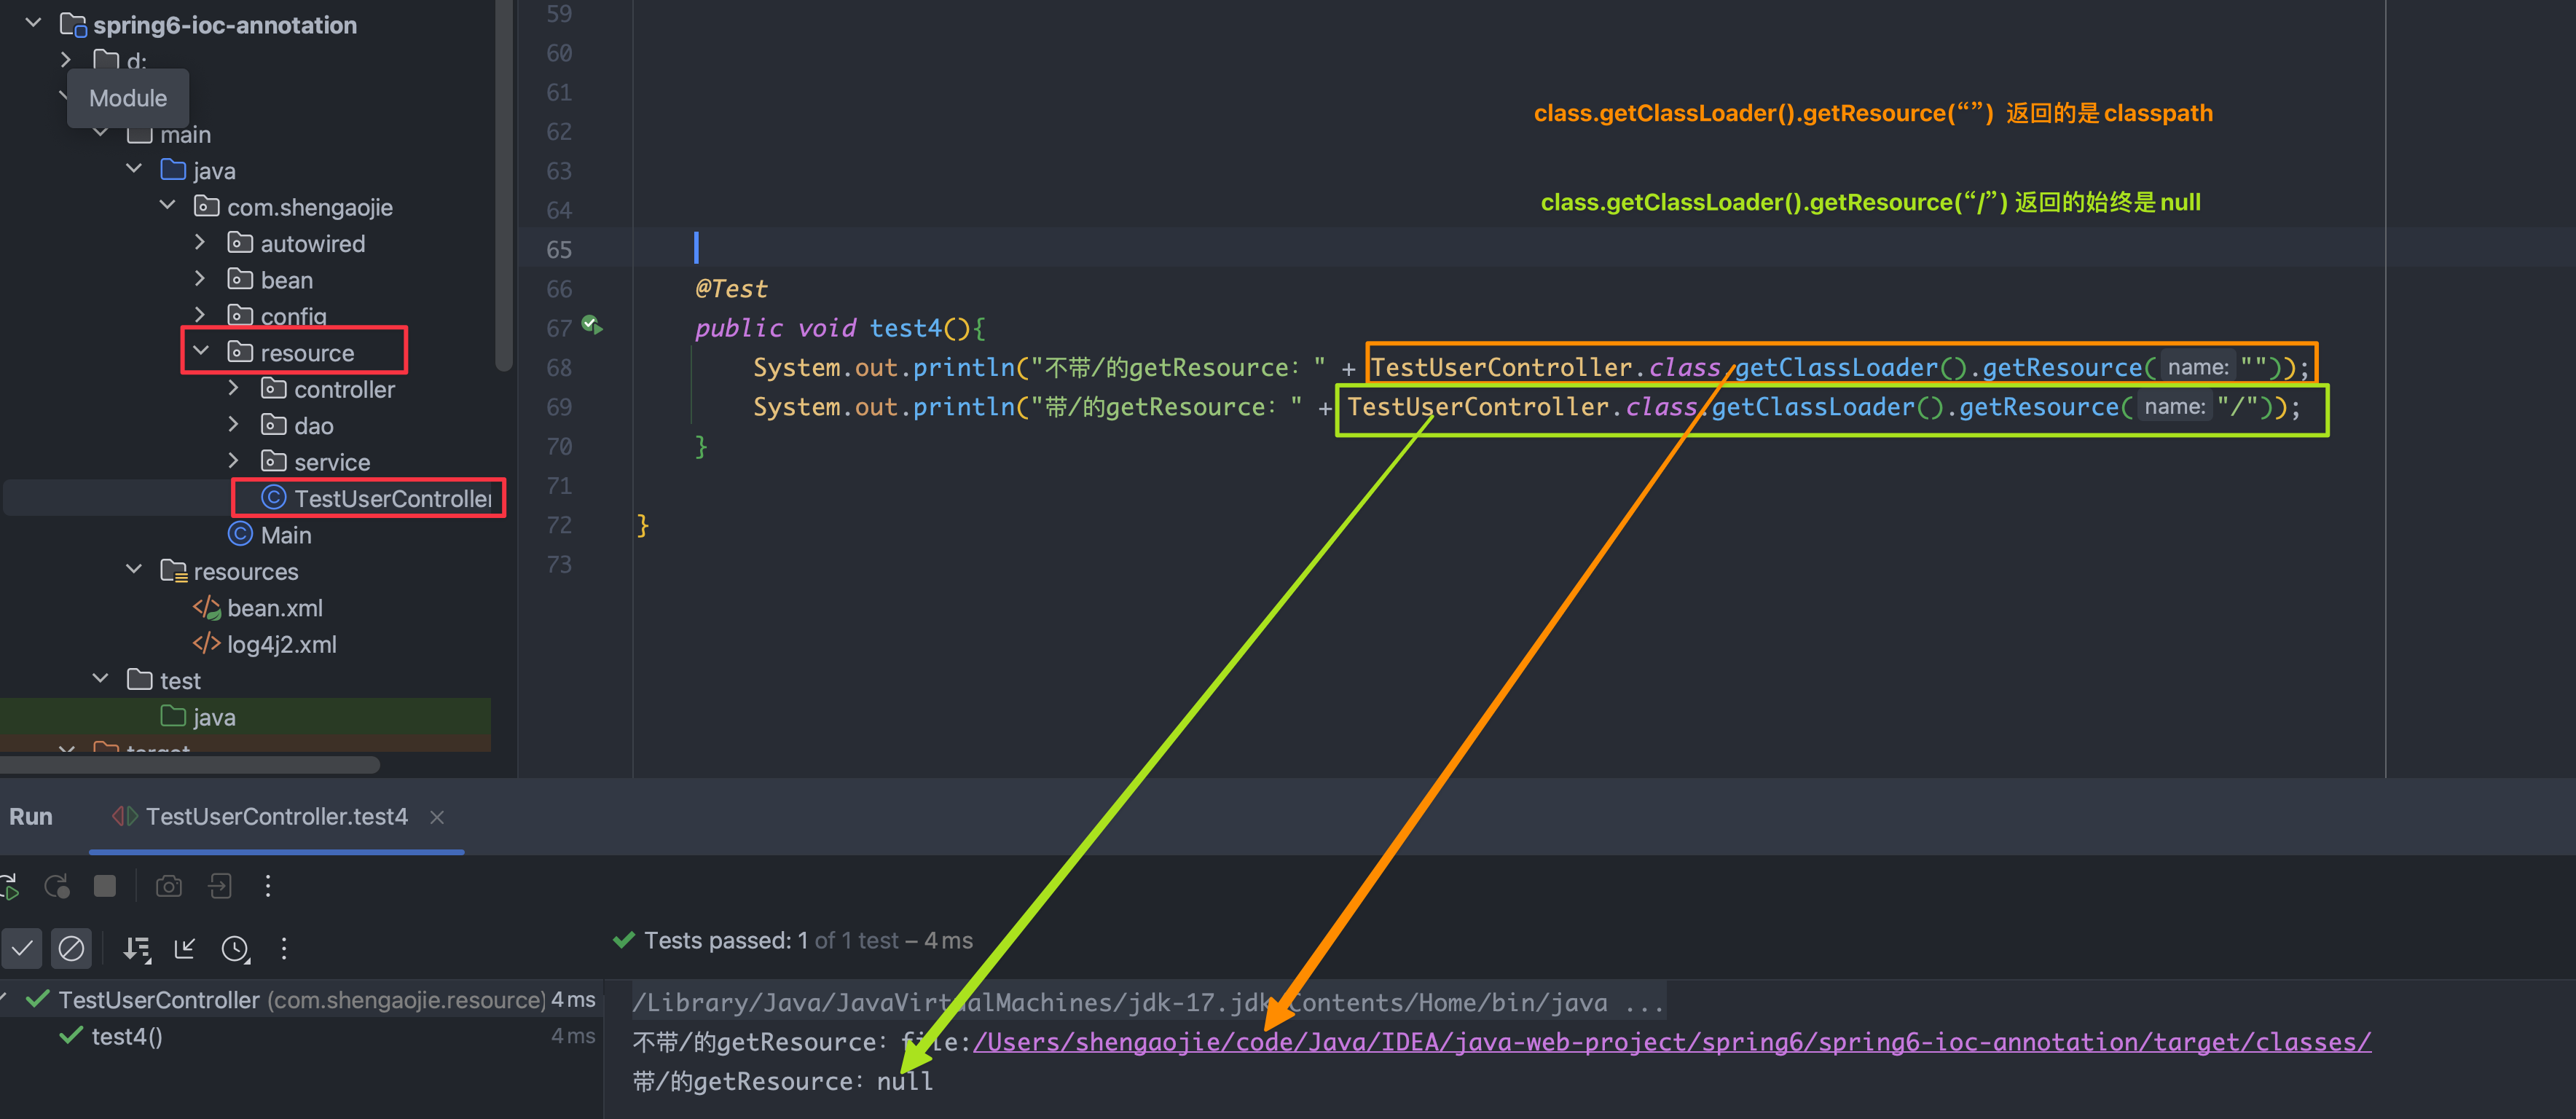 spring6-ioc-annotation
d:
Module
main
java
com.shengaojie
autowired
bean
config
resource
controller
dao
service
TestUserController
Main
resources
bean.xml
log4j2.xml
test
java
target
59
60
61
62
63
64
65
66
67
68
69
70
71
72
73
class.getClassLoader().getResource(“”) 返回的是 classpath
class.getClassLoader().getResource(“/”) 返回的始终是 null
@Test
public void test4(){
System.out.println("不带/的getResource：" + TestUserController.class.getClassLoader().getResource( name: ""));
System.out.println("带/的getResource：" + TestUserController.class.getClassLoader().getResource( name: "/"));
}
}
Run
TestUserController.test4
Tests passed: 1 of 1 test – 4 ms
TestUserController (com.shengaojie.resource) 4 ms
test4() 4 ms
/Library/Java/JavaVirtualMachines/jdk-17.jdk/Contents/Home/bin/java ...
不带/的getResource：file:/Users/shengaojie/code/Java/IDEA/java-web-project/spring6/spring6-ioc-annotation/target/classes/
带/的getResource：null